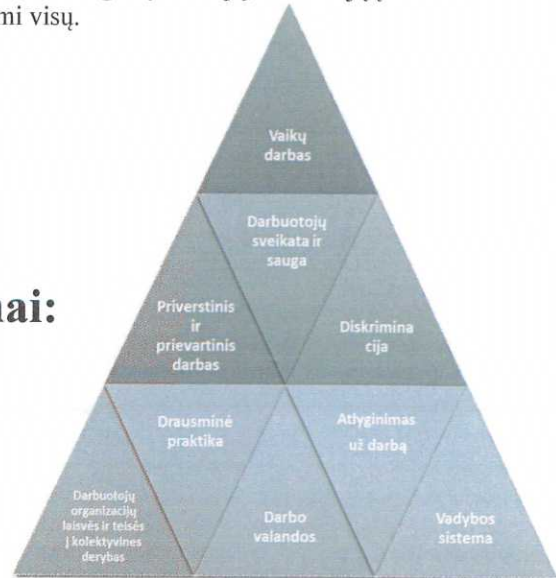 mi visų.
Vaikų
darbas
Darbuotojų
sveikata ir
sauga
Priverstinis
ir
prievartinis
darbas
Diskrimina
cija
nai:
Drausminė
praktika
Atlyginimas
už darbą
Darbuotojų
organizacijų
laisvės ir teisės
į kolektyvines
derybas
Darbo
valandos
Vadybos
sistema